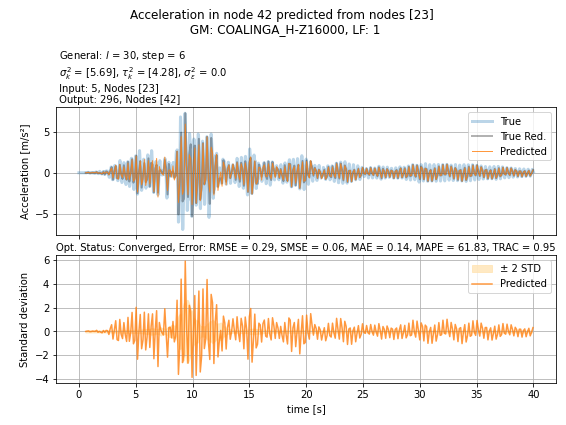 Acceleration in node 42 predicted from nodes [23]
GM: COALINGA_H-Z16000, LF: 1
General: l = 30, step = 6
σ²ₖ = [5.69], τ²ₖ = [4.28], σ²ₑ = 0.0
Input: 5, Nodes [23]
Output: 296, Nodes [42]
Acceleration [m/s²]
5
0
−5
True
True Red.
Predicted
Opt. Status: Converged, Error: RMSE = 0.29, SMSE = 0.06, MAE = 0.14, MAPE = 61.83, TRAC = 0.95
Standard deviation
6
4
2
0
−2
−4
± 2 STD
Predicted
0 5 10 15 20 25 30 35 40
time [s]